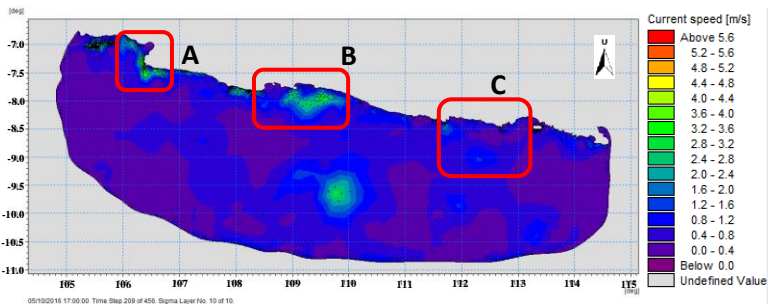 [deg]
Current speed [m/s]
Above 5.6
5.2 - 5.6
4.8 - 5.2
4.4 - 4.8
4.0 - 4.4
3.6 - 4.0
3.2 - 3.6
2.8 - 3.2
2.4 - 2.8
2.0 - 2.4
1.6 - 2.0
1.2 - 1.6
0.8 - 1.2
0.4 - 0.8
0.0 - 0.4
Below 0.0
Undefined Value
U
A
B
C
-7.0
-7.5
-8.0
-8.5
-9.0
-9.5
-10.0
-10.5
-11.0
105 106 107 108 109 110 111 112 113 114 115
[deg]
05/10/2016 17:00:00 Time Step 209 of 456. Sigma Layer No. 10 of 10.